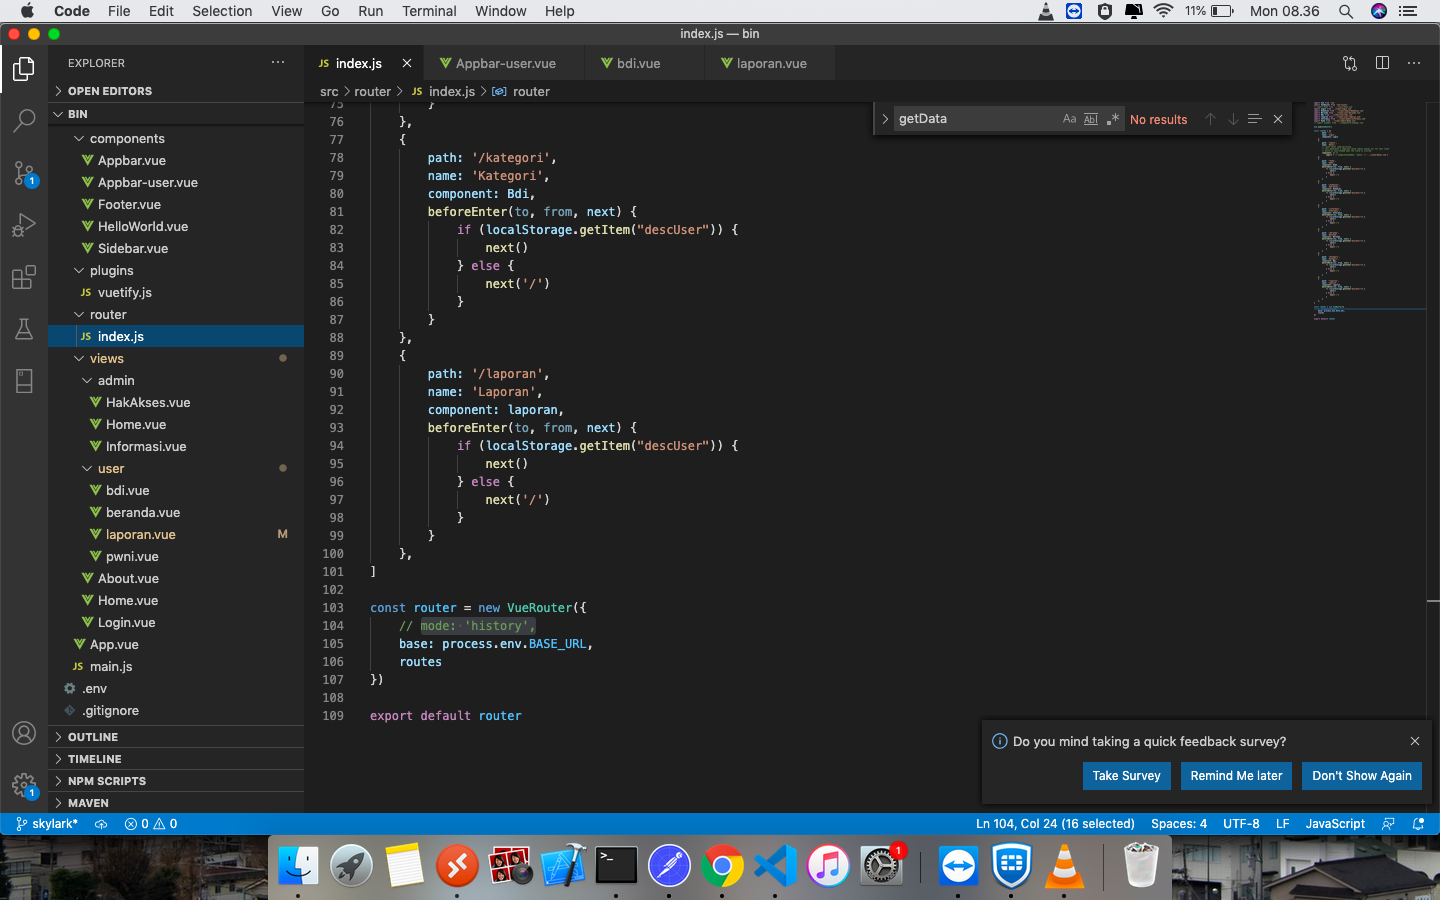 Code File Edit Selection View Go Run Terminal Window Help 11% Mon 08.36
index.js — bin
EXPLORER
OPEN EDITORS
BIN
components
Appbar.vue
Appbar-user.vue
Footer.vue
HelloWorld.vue
Sidebar.vue
plugins
JS vuetify.js
router
JS index.js
views
admin
HakAkses.vue
Home.vue
Informasi.vue
user
bdi.vue
beranda.vue
laporan.vue M
pwni.vue
About.vue
Home.vue
Login.vue
App.vue
JS main.js
.env
.gitignore
OUTLINE
TIMELINE
NPM SCRIPTS
MAVEN
1
1
JS index.js Appbar-user.vue bdi.vue laporan.vue
src > router > JS index.js > router
getData Aa Abl .* No results
75 }
76 },
77 {
78 path: '/kategori',
79 name: 'Kategori',
80 component: Bdi,
81 beforeEnter(to, from, next) {
82 if (localStorage.getItem("descUser")) {
83 next()
84 } else {
85 next('/')
86 }
87 }
88 },
89 {
90 path: '/laporan',
91 name: 'Laporan',
92 component: laporan,
93 beforeEnter(to, from, next) {
94 if (localStorage.getItem("descUser")) {
95 next()
96 } else {
97 next('/')
98 }
99 }
100 },
101 ]
102
103 const router = new VueRouter({
104 // mode: 'history',
105 base: process.env.BASE_URL,
106 routes
107 })
108
109 export default router
Do you mind taking a quick feedback survey?
Take Survey Remind Me later Don't Show Again
skylark* 0 0 Ln 104, Col 24 (16 selected) Spaces: 4 UTF-8 LF JavaScript
1